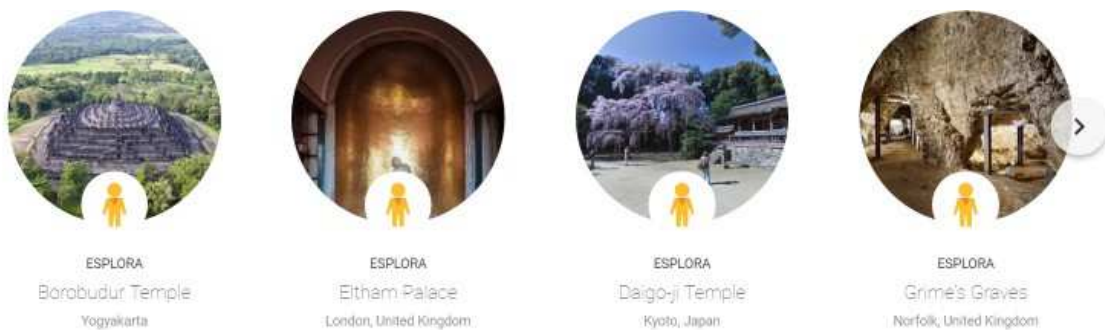 ESPLORA
Borobudur Temple
Yogyakarta
ESPLORA
Eltham Palace
London, United Kingdom
ESPLORA
Daigo-ji Temple
Kyoto, Japan
ESPLORA
Grime's Graves
Norfolk, United Kingdom